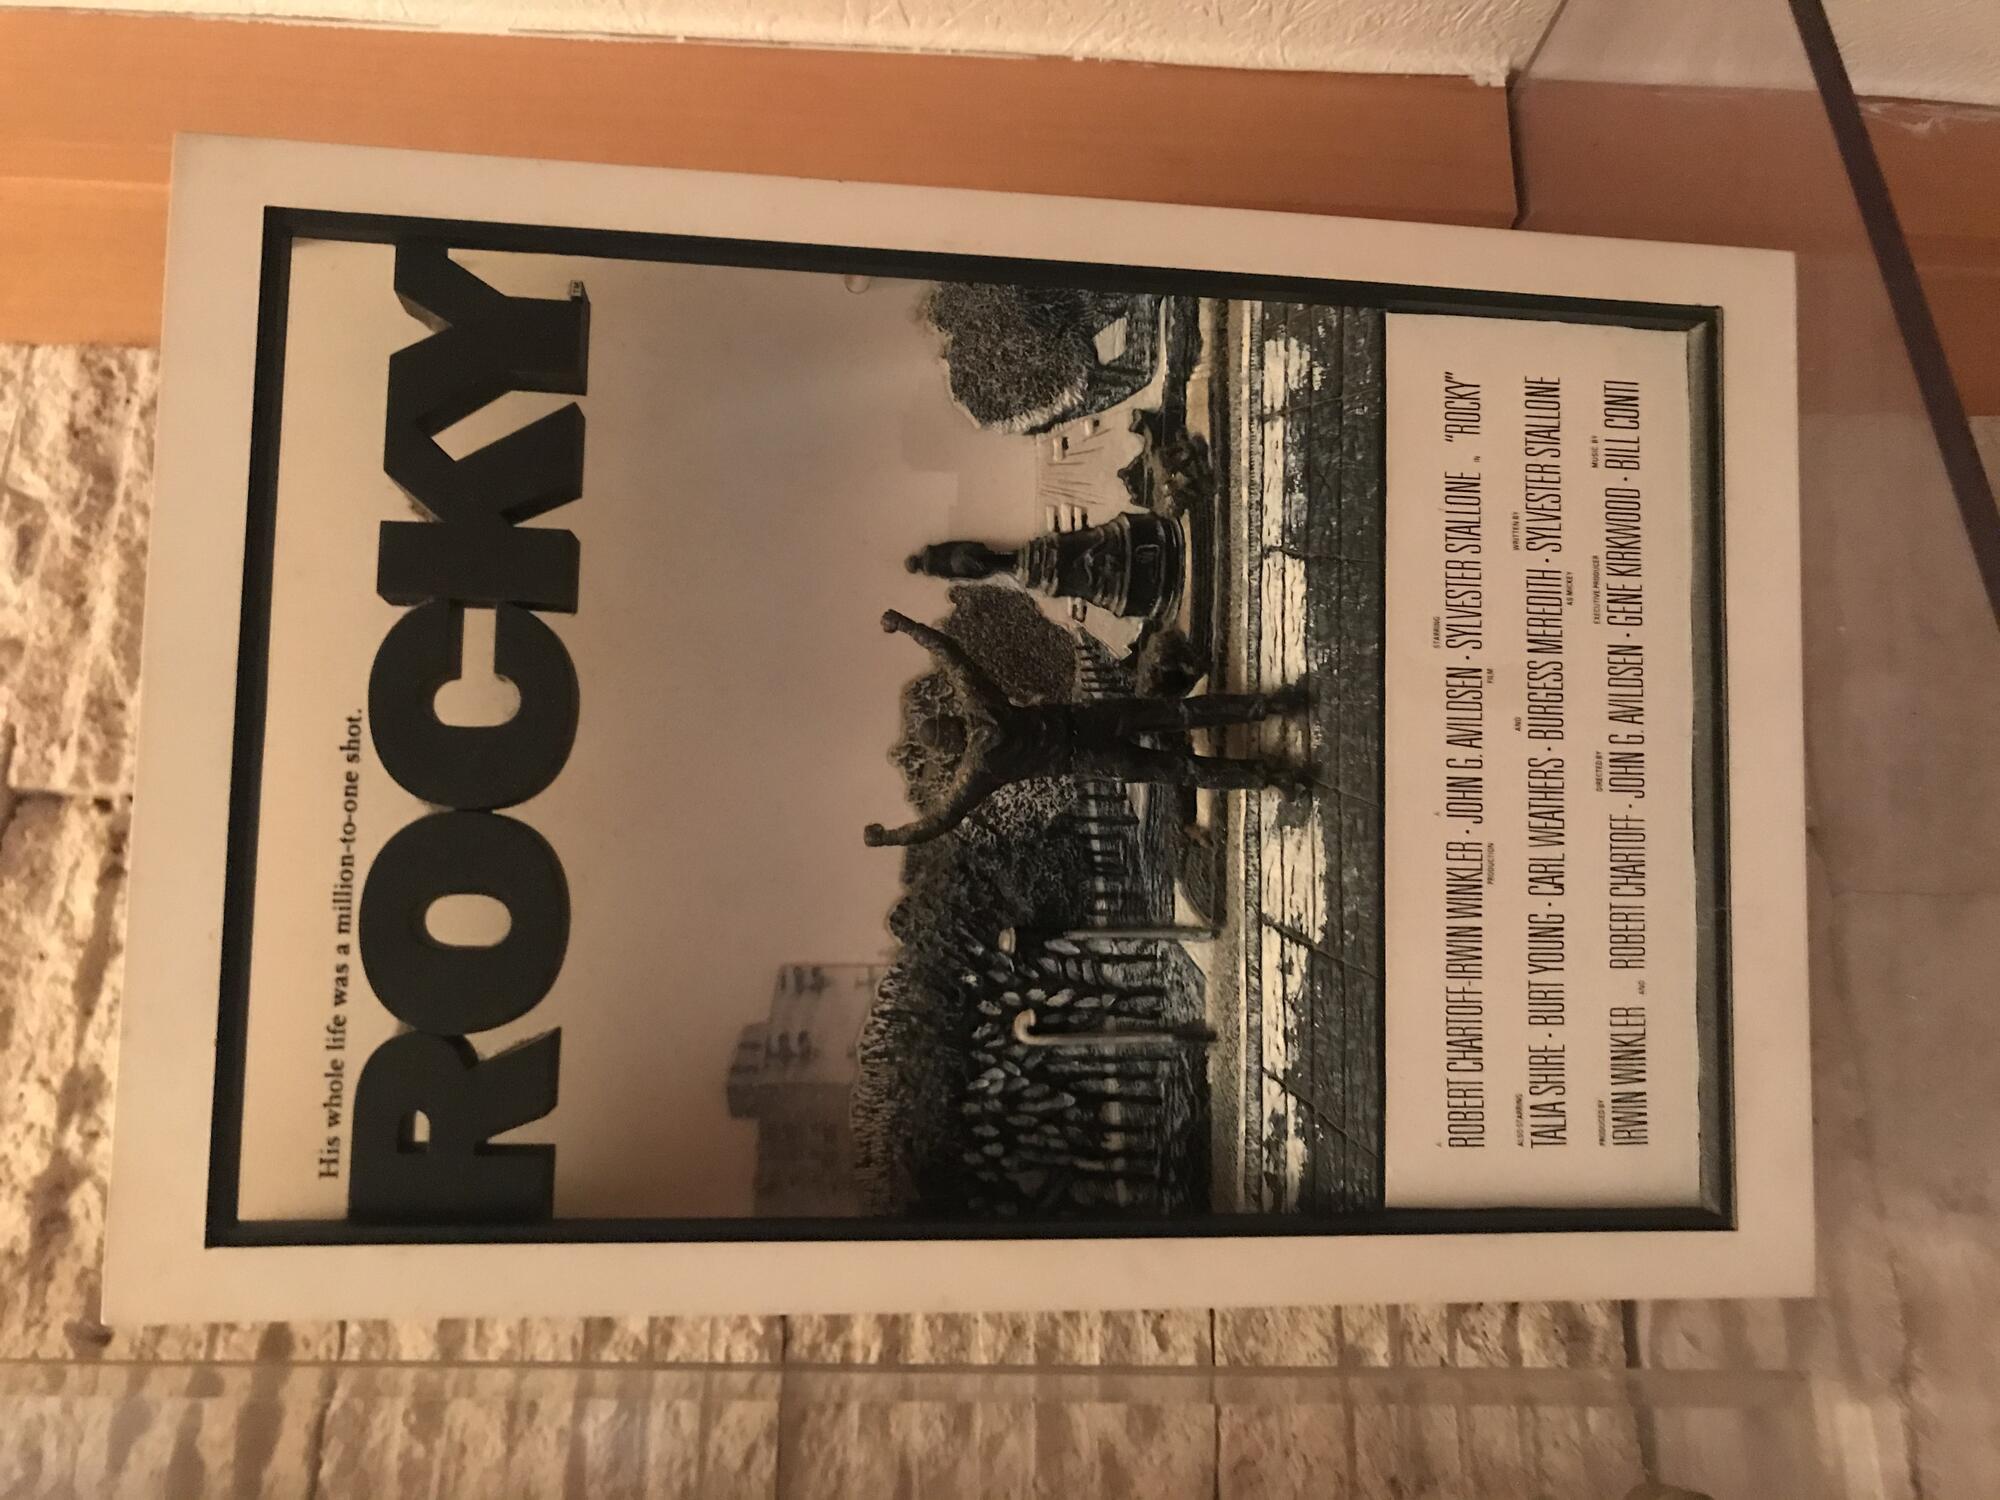 His whole life was a million-to-one shot.
ROCKY™
A ROBERT CHARTOFF-IRWIN WINKLER PRODUCTION · A JOHN G. AVILDSEN FILM · STARRING SYLVESTER STALLONE IN "ROCKY"
ALSO STARRING TALIA SHIRE · BURT YOUNG · CARL WEATHERS · AND BURGESS MEREDITH AS MICKEY · WRITTEN BY SYLVESTER STALLONE
PRODUCED BY IRWIN WINKLER AND ROBERT CHARTOFF · DIRECTED BY JOHN G. AVILDSEN · EXECUTIVE PRODUCER GENE KIRKWOOD · MUSIC BY BILL CONTI